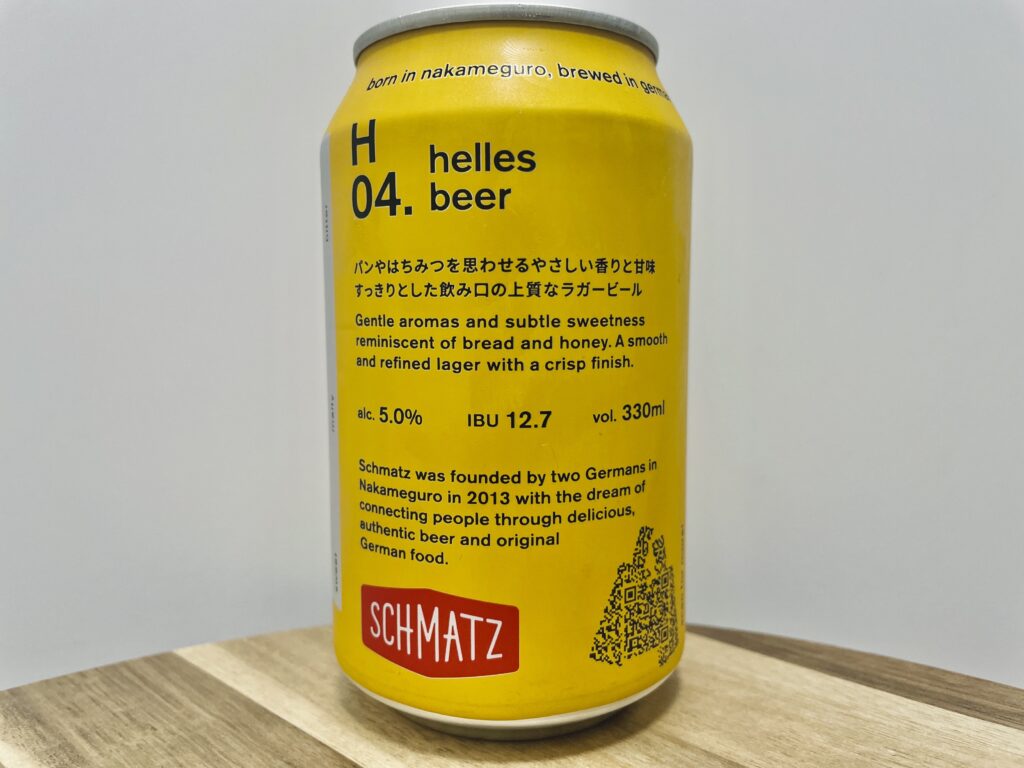 born in nakameguro, brewed in germa
H
04.
helles
beer
パンやはちみつを思わせるやさしい香りと甘味
すっきりとした飲み口の上質なラガービール
Gentle aromas and subtle sweetness
reminiscent of bread and honey. A smooth
and refined lager with a crisp finish.
alc. 5.0% IBU 12.7 vol. 330ml
Schmatz was founded by two Germans in
Nakameguro in 2013 with the dream of
connecting people through delicious,
authentic beer and original
German food.
SCHMATZ
bitter
malty
sweet